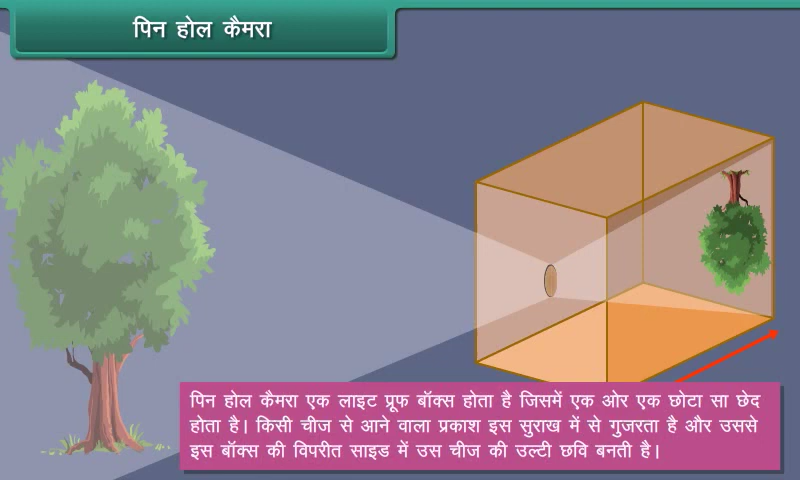 पिन होल कैमरा
पिन होल कैमरा एक लाइट प्रूफ बॉक्स होता है जिसमें एक ओर एक छोटा सा छेद
होता है। किसी चीज से आने वाला प्रकाश इस सुराख में से गुजरता है और उससे
इस बॉक्स की विपरीत साइड में उस चीज की उल्टी छवि बनती है।